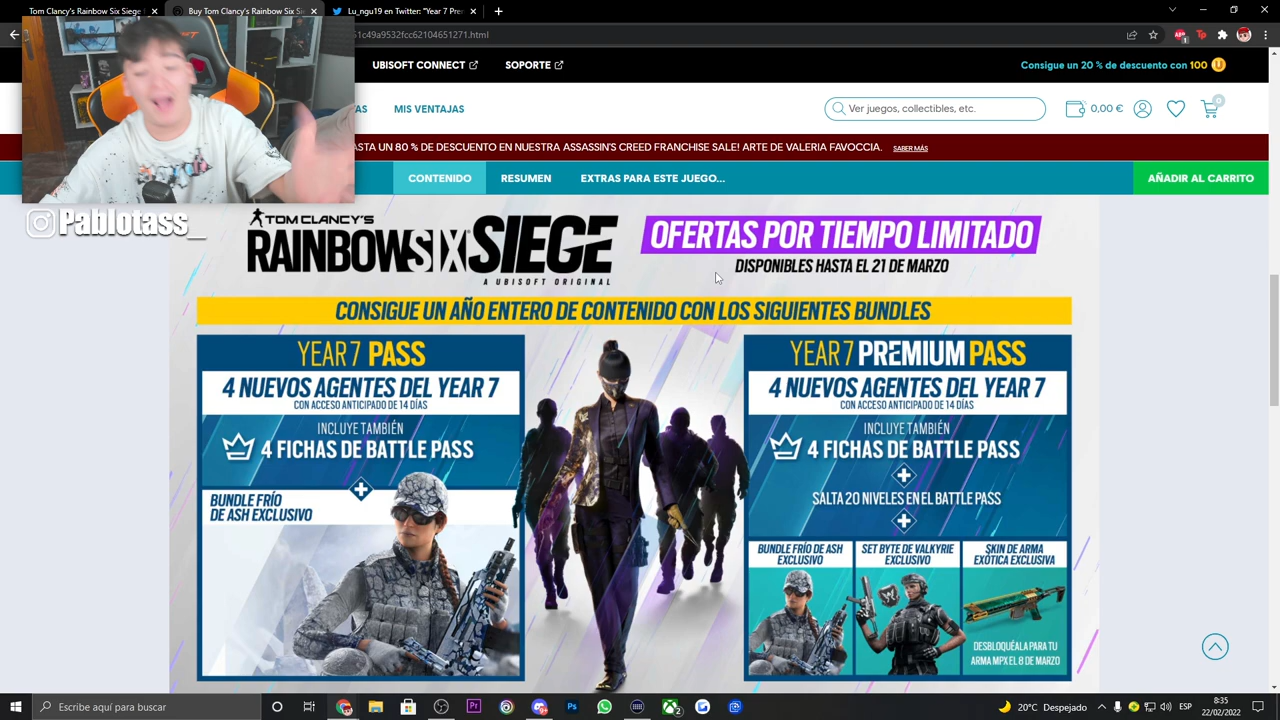 Tom Clancy's Rainbow Six Siege
Buy Tom Clancy's Rainbow Six Si
Lu_ngu19 en Twitter: "Year 7 Pre
51c49a9532fcc62104651271.html
UBISOFT CONNECT
SOPORTE
Consigue un 20 % de descuento con 100
MIS VENTAJAS
Ver juegos, collectibles, etc.
0,00 €
0
ASTA UN 80 % DE DESCUENTO EN NUESTRA ASSASSIN'S CREED FRANCHISE SALE! ARTE DE VALERIA FAVOCCIA. SABER MÁS
CONTENIDO
RESUMEN
EXTRAS PARA ESTE JUEGO...
AÑADIR AL CARRITO
Pablotass_
TOM CLANCY'S
RAINBOWSIX SIEGE
A UBISOFT ORIGINAL
OFERTAS POR TIEMPO LIMITADO
DISPONIBLES HASTA EL 21 DE MARZO
CONSIGUE UN AÑO ENTERO DE CONTENIDO CON LOS SIGUIENTES BUNDLES
YEAR 7 PASS
4 NUEVOS AGENTES DEL YEAR 7
CON ACCESO ANTICIPADO DE 14 DÍAS
INCLUYE TAMBIÉN
4 FICHAS DE BATTLE PASS
BUNDLE FRÍO
DE ASH EXCLUSIVO
YEAR 7 PREMIUM PASS
4 NUEVOS AGENTES DEL YEAR 7
CON ACCESO ANTICIPADO DE 14 DÍAS
INCLUYE TAMBIÉN
4 FICHAS DE BATTLE PASS
SALTA 20 NIVELES EN EL BATTLE PASS
BUNDLE FRÍO DE ASH
EXCLUSIVO
SET BYTE DE VALKYRIE
EXCLUSIVO
SKIN DE ARMA
EXÓTICA EXCLUSIVA
DESBLOQUÉALA PARA TU
ARMA MPX EL 8 DE MARZO
Escribe aquí para buscar
20°C Despejado
ESP
8:35
22/02/2022